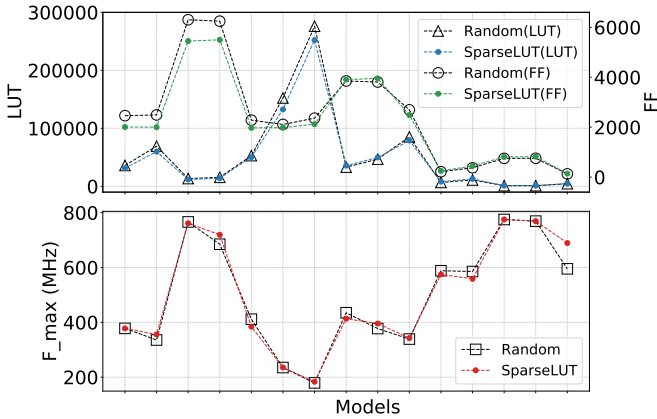 300000
200000
100000
0
LUT
6000
4000
2000
0
FF
Random(LUT)
SparseLUT(LUT)
Random(FF)
SparseLUT(FF)
800
600
400
200
F_max (MHz)
Random
SparseLUT
Models